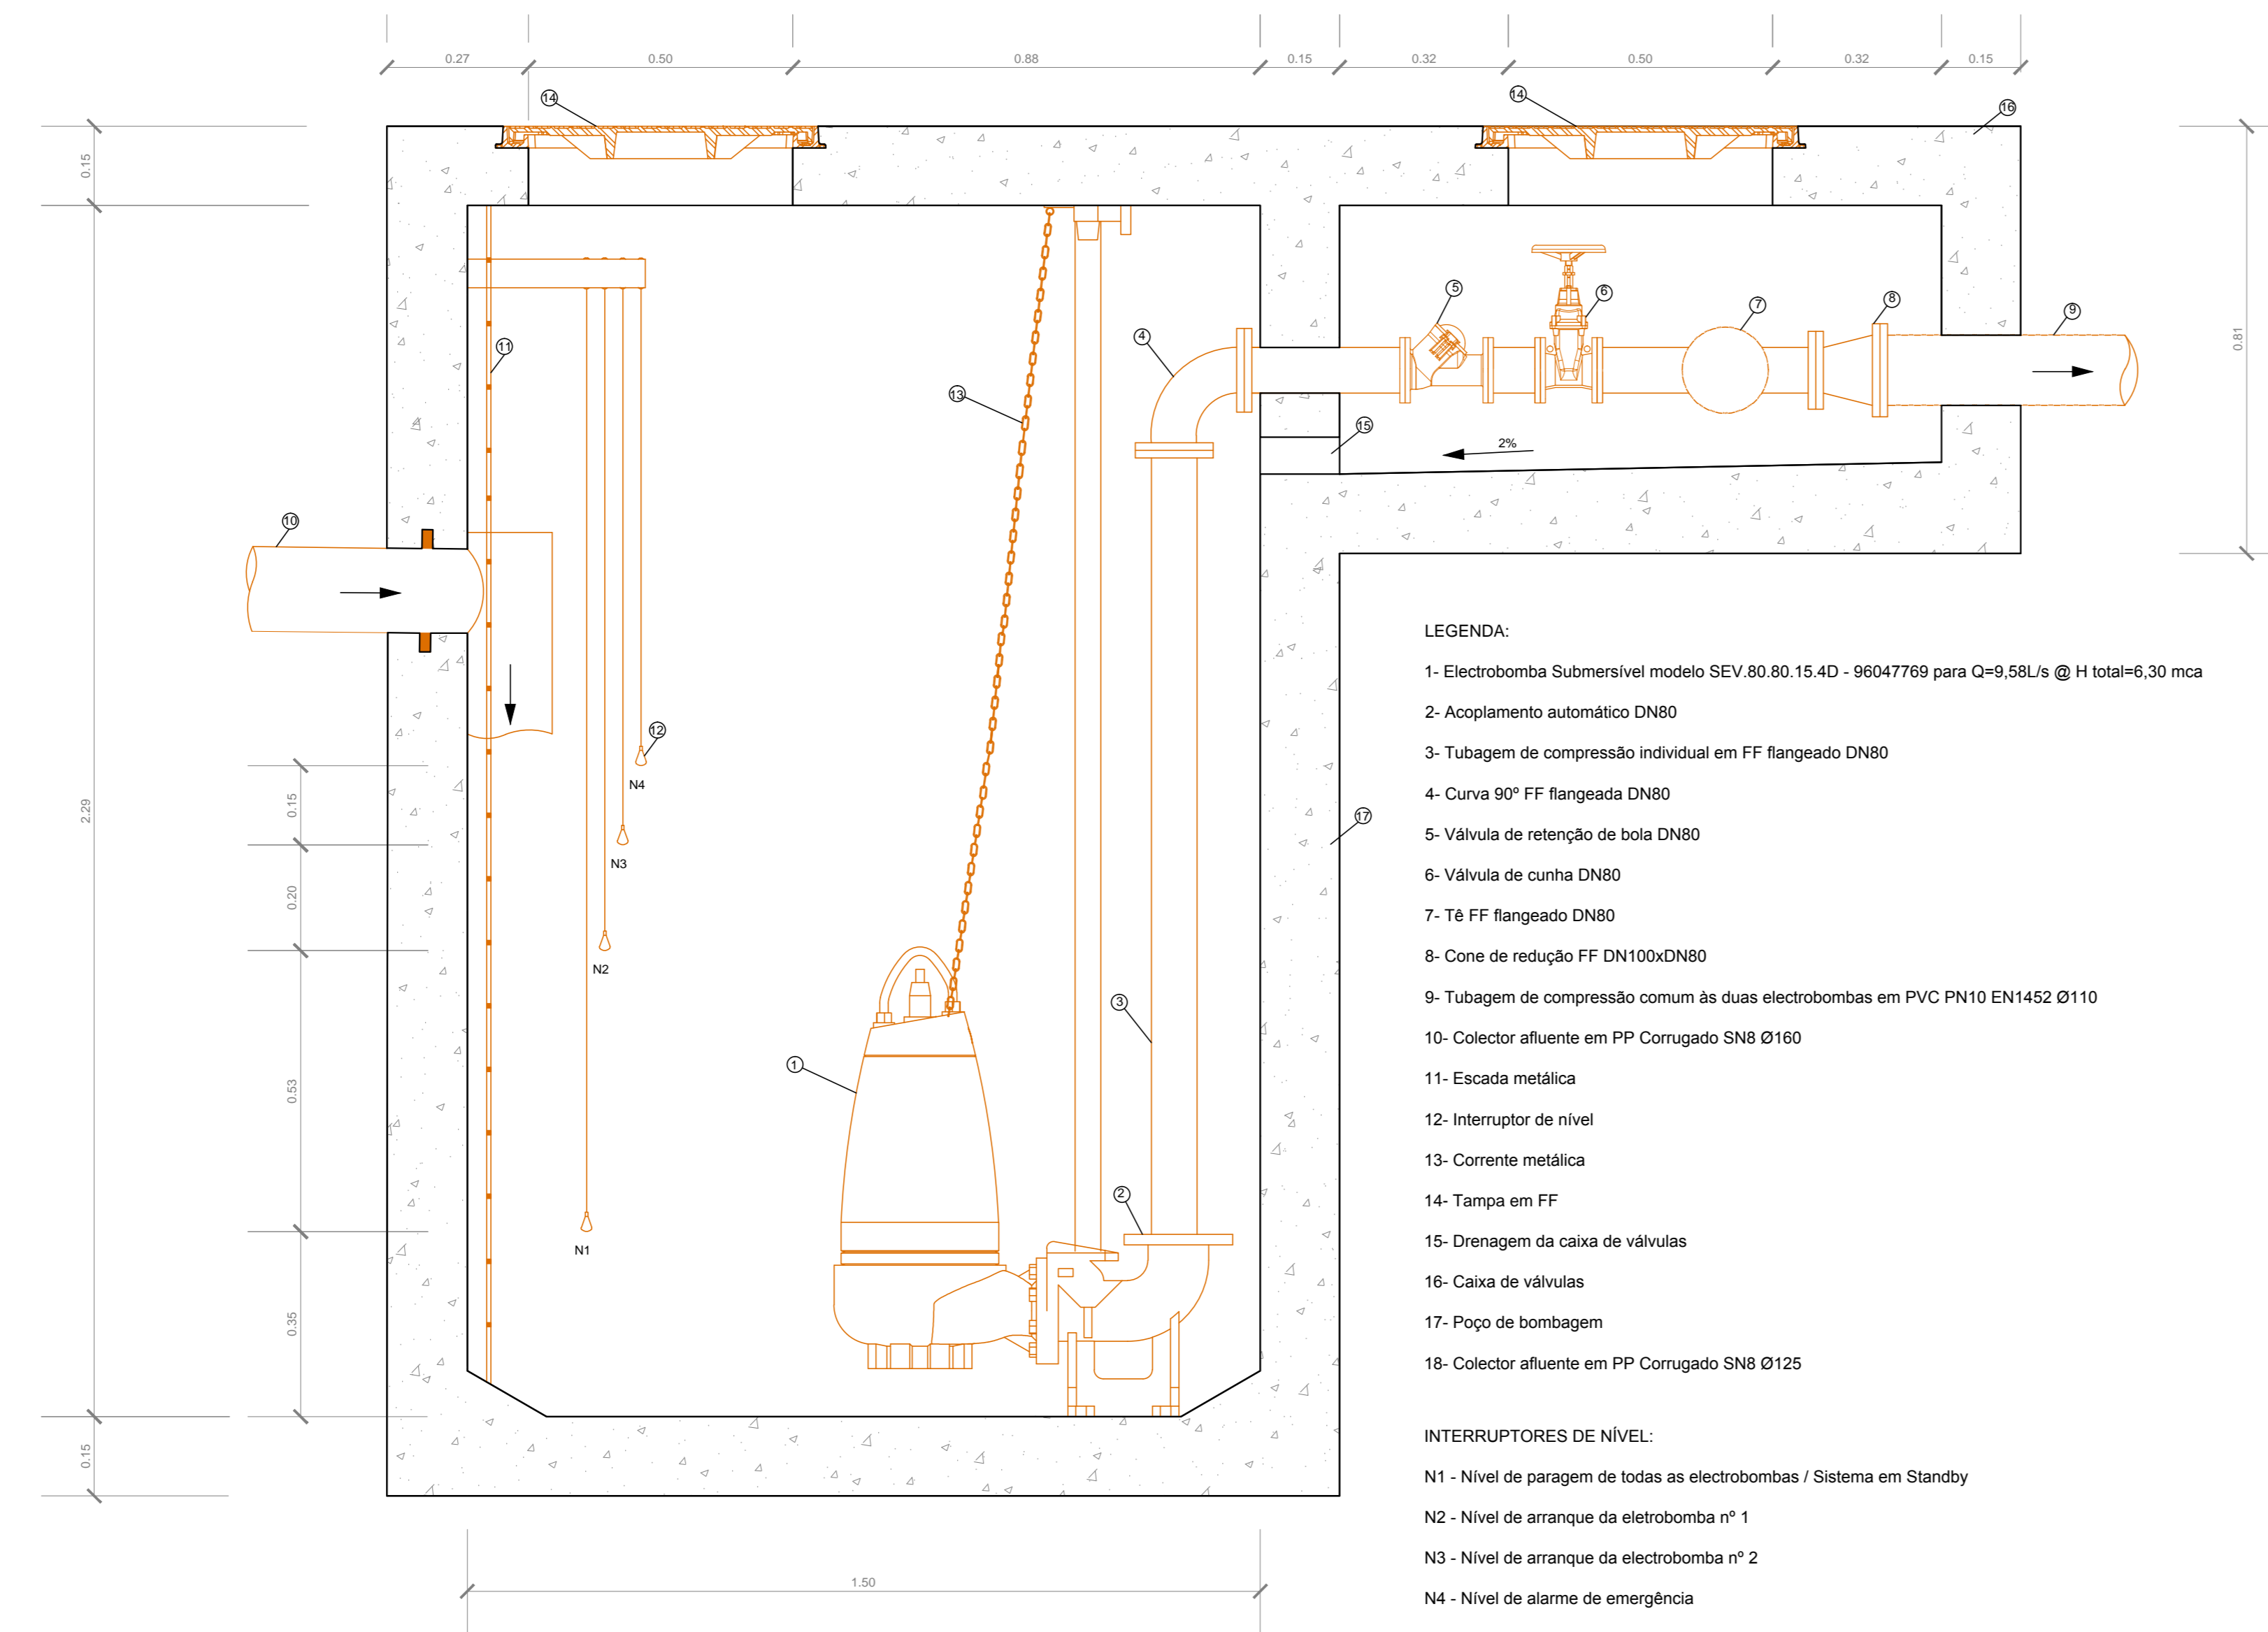 0.27
0.50
0.88
0.15
0.32
0.50
0.32
0.15
14
14
16
0.15
5
6
7
8
9
4
11
0.81
13
15
2%
10
LEGENDA:
1- Electrobomba Submersível modelo SEV.80.80.15.4D - 96047769 para Q=9,58L/s @ H total=6,30 mca
2- Acoplamento automático DN80
12
3- Tubagem de compressão individual em FF flangeado DN80
N4
4- Curva 90º FF flangeada DN80
0.15
2.29
17
5- Válvula de retenção de bola DN80
N3
6- Válvula de cunha DN80
0.20
7- Tê FF flangeado DN80
8- Cone de redução FF DN100xDN80
N2
9- Tubagem de compressão comum às duas electrobombas em PVC PN10 EN1452 Ø110
3
10- Colector afluente em PP Corrugado SN8 Ø160
1
11- Escada metálica
0.53
12- Interruptor de nível
13- Corrente metálica
2
14- Tampa em FF
15- Drenagem da caixa de válvulas
N1
16- Caixa de válvulas
0.35
17- Poço de bombagem
18- Colector afluente em PP Corrugado SN8 Ø125
INTERRUPTORES DE NÍVEL:
0.15
N1 - Nível de paragem de todas as electrobombas / Sistema em Standby
N2 - Nível de arranque da eletrobomba nº 1
N3 - Nível de arranque da electrobomba nº 2
1.50
N4 - Nível de alarme de emergência